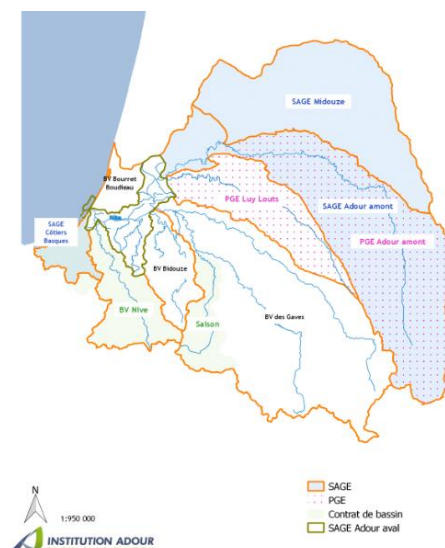 SAGE Midouze
BV Bourret
Boudigau
PGE Luy Louts
SAGE Adour amont
SAGE
Côtiers
Basques
PGE Adour amont
BV Bidouze
BV Nive
Saison
BV des Gaves
N
1:950 000
INSTITUTION ADOUR
SAGE
PGE
Contrat de bassin
SAGE Adour aval